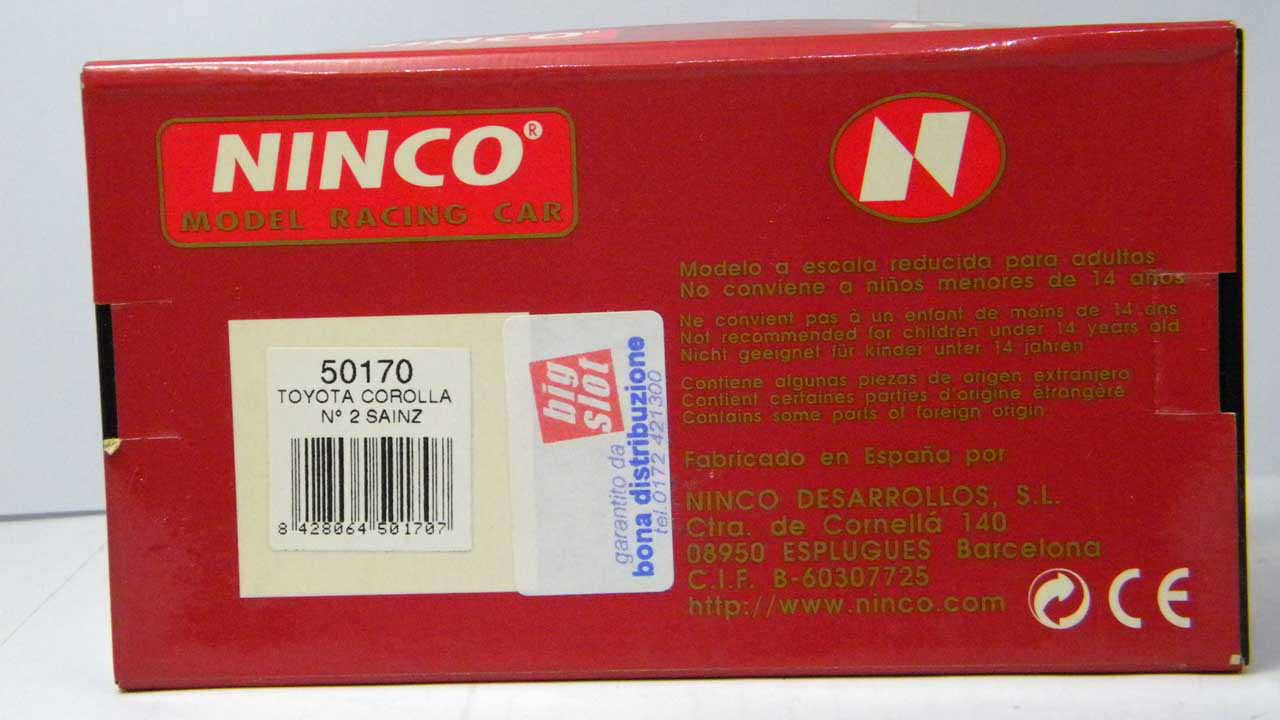 NINCO®
MODEL RACING CAR
N
50170
TOYOTA COROLLA
Nº 2 SAINZ
8 428064 501707
big
slot
garantito da
bona distribuzione
tel.0172 421300
Modelo a escala reducida para adultos
No conviene a niños menores de 14 años
Ne convient pas à un enfant de moins de 14 ans
Not recommended for children under 14 years old
Nicht geeignet für kinder unter 14 jahren
Contiene algunas piezas de origen extranjero
Contient certaines parties d'origine étrangère
Contains some parts of foreign origin
Fabricado en España por
NINCO DESARROLLOS, S.L.
Ctra. de Cornellá 140
08950 ESPLUGUES Barcelona
C.I.F. B-60307725
http://www.ninco.com
CE